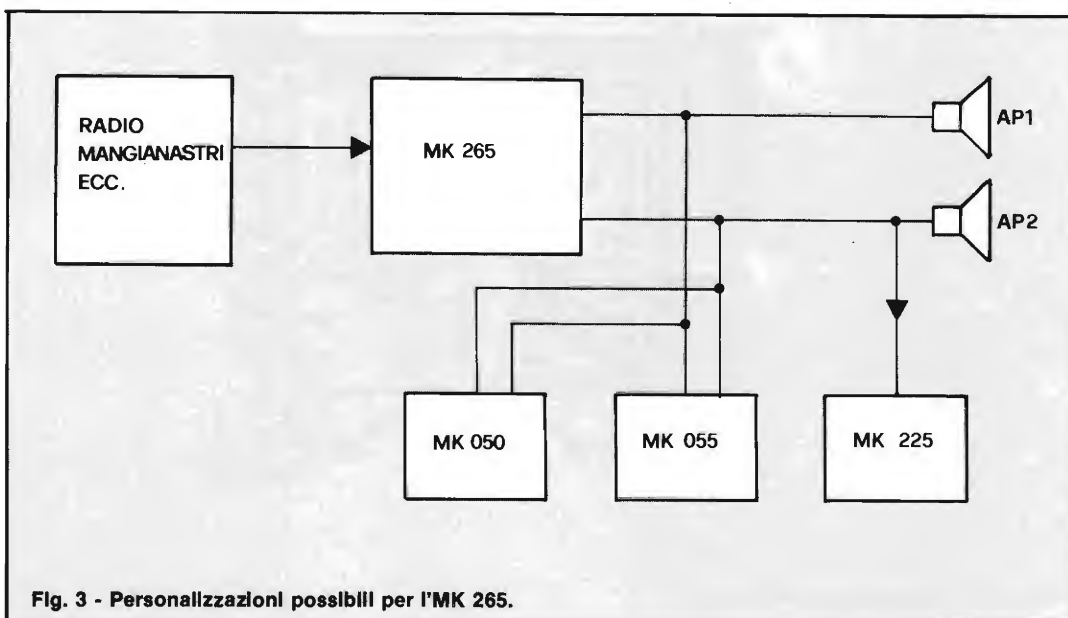 RADIO
MANGIANASTRI
ECC.
MK 265
AP1
AP2
MK 050
MK 055
MK 225
Fig. 3 - Personalizzazioni possibili per l'MK 265.